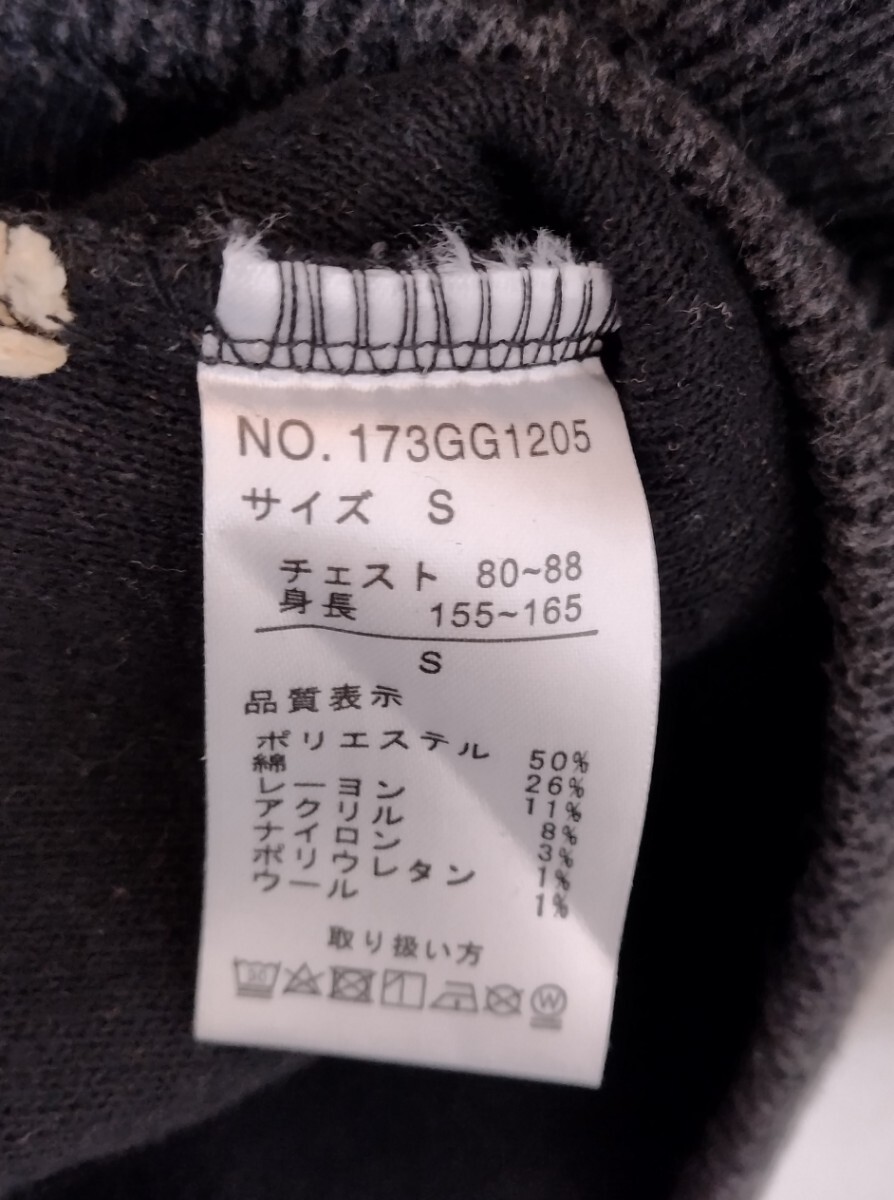 NO. 173GG1205
サイズ S
チェスト 80~88
身長 155~165
S
品質表示
ポリエステル 50%
綿 26%
レーヨン 11%
アクリル 8%
ナイロン 3%
ポリウレタン 1%
ウール 1%
取り扱い方
30 W